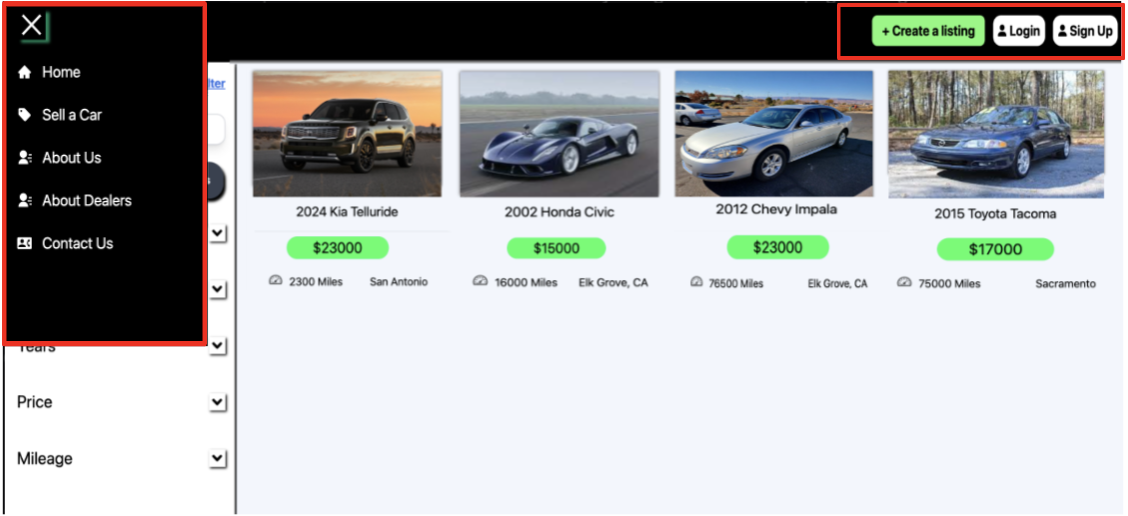 + Create a listing
Login
Sign Up
Home
Sell a Car
About Us
About Dealers
Contact Us
Years
Price
Mileage
2024 Kia Telluride
$23000
2300 Miles San Antonio
2002 Honda Civic
$15000
16000 Miles Elk Grove, CA
2012 Chevy Impala
$23000
76500 Miles Elk Grove, CA
2015 Toyota Tacoma
$17000
75000 Miles Sacramento